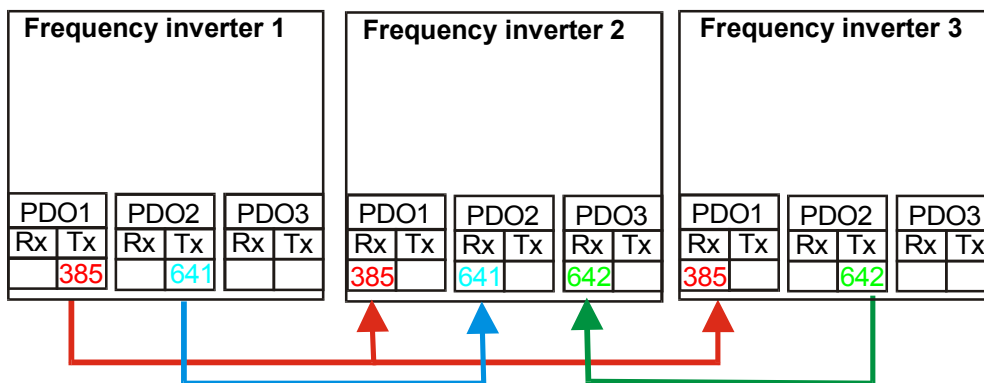 Frequency inverter 1
PDO1 PDO2 PDO3
Rx Tx Rx Tx Rx Tx
385 641
Frequency inverter 2
PDO1 PDO2 PDO3
Rx Tx Rx Tx Rx Tx
385 641 642
Frequency inverter 3
PDO1 PDO2 PDO3
Rx Tx Rx Tx Rx Tx
385 642